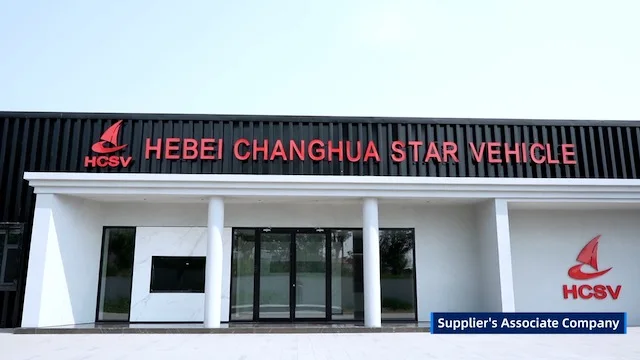 HCSV
HEBEI CHANGHUA STAR VEHICLE
HCSV
Supplier's Associate Company